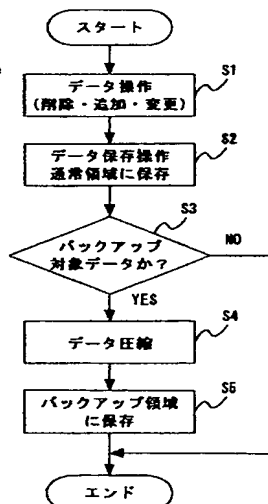 スタート
S1
データ操作
(削除・追加・変更)
S2
データ保存操作
通常領域に保存
S3
バックアップ
対象データか?
NO
YES
S4
データ圧縮
S5
バックアップ領域
に保存
エンド